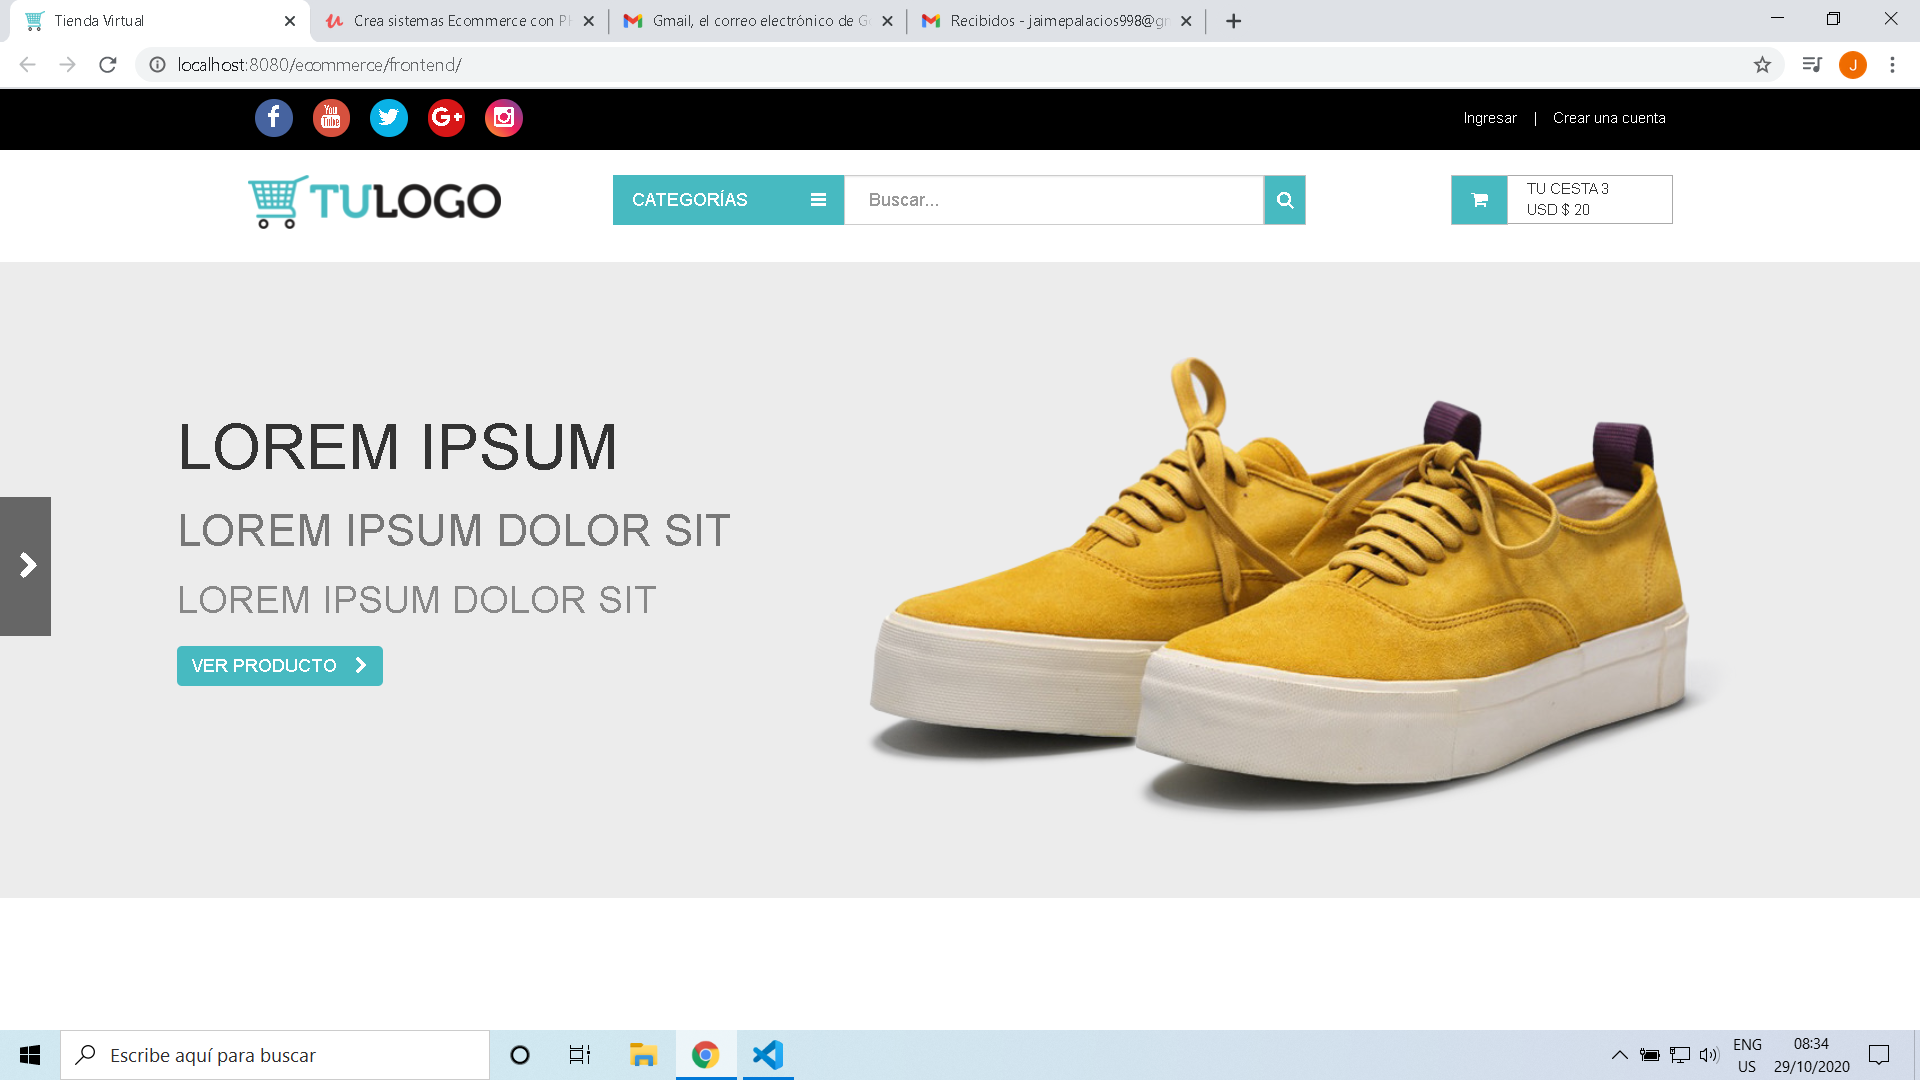 Tienda Virtual
Crea sistemas Ecommerce con P
Gmail, el correo electrónico de G
Recibidos - jaimepalacios998@g
localhost:8080/ecommerce/frontend/
J
You Tube
G+
Ingresar | Crear una cuenta
TULOGO
CATEGORÍAS
Buscar...
TU CESTA 3
USD $ 20
LOREM IPSUM
LOREM IPSUM DOLOR SIT
LOREM IPSUM DOLOR SIT
VER PRODUCTO
Escribe aquí para buscar
ENG
US
08:34
29/10/2020